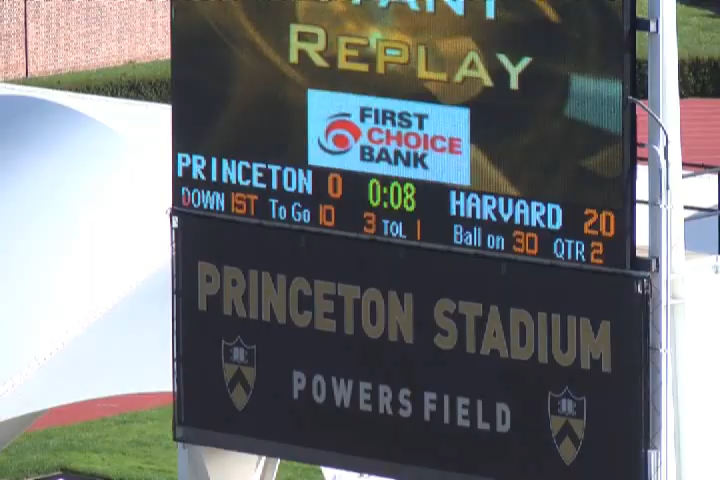 INSTANT
REPLAY
FIRST
CHOICE
BANK
PRINCETON 0 0:08 HARVARD 20
DOWN 1ST To Go 10 3 TOL 1 Ball on 30 QTR 2
PRINCETON STADIUM
POWERS FIELD